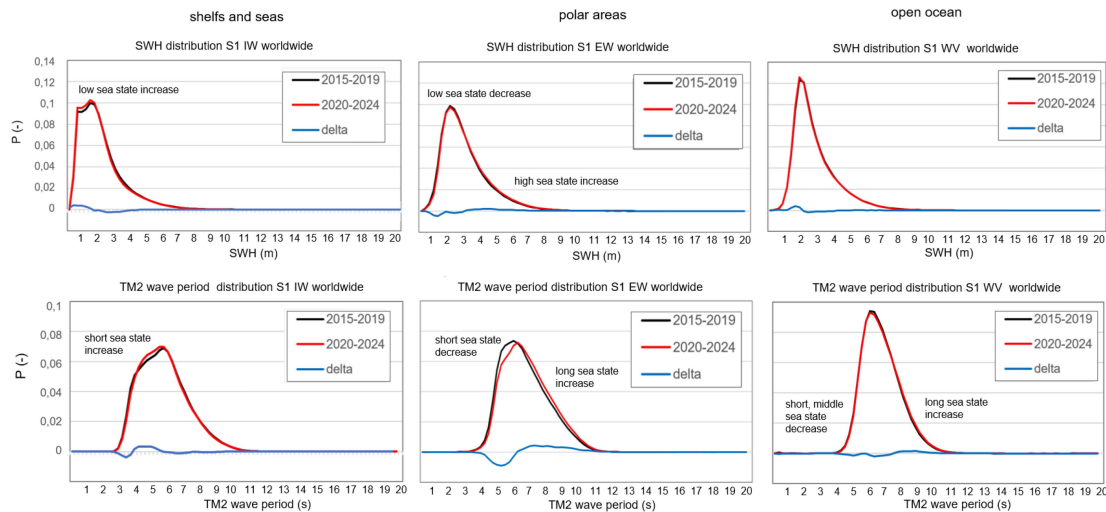 shelfs and seas
polar areas
open ocean
SWH distribution S1 IW worldwide
0,14
0,12
0,1
0,08
0,06
0,04
0,02
0
P (-)
low sea state increase
2015-2019
2020-2024
delta
1 2 3 4 5 6 7 8 9 10 11 12 13 14 15 16 17 18 19 20
SWH (m)
SWH distribution S1 EW worldwide
low sea state decrease
high sea state increase
2015-2019
2020-2024
delta
1 2 3 4 5 6 7 8 9 10 11 12 13 14 15 16 17 18 19 20
SWH (m)
SWH distribution S1 WV worldwide
2015-2019
2020-2024
delta
1 2 3 4 5 6 7 8 9 10 11 12 13 14 15 16 17 18 19 20
SWH (m)
TM2 wave period distribution S1 IW worldwide
0,1
0,08
0,06
0,04
0,02
0
P (-)
short sea state
increase
2015-2019
2020-2024
delta
1 2 3 4 5 6 7 8 9 10 11 12 13 14 15 16 17 18 19 20
TM2 wave period (s)
TM2 wave period distribution S1 EW worldwide
short sea state
decrease
long sea state
increase
2015-2019
2020-2024
delta
1 2 3 4 5 6 7 8 9 10 11 12 13 14 15 16 17 18 19 20
TM2 wave period (s)
TM2 wave period distribution S1 WV worldwide
short, middle
sea state
decrease
long sea state
increase
2015-2019
2020-2024
delta
1 2 3 4 5 6 7 8 9 10 11 12 13 14 15 16 17 18 19 20
TM2 wave period (s)